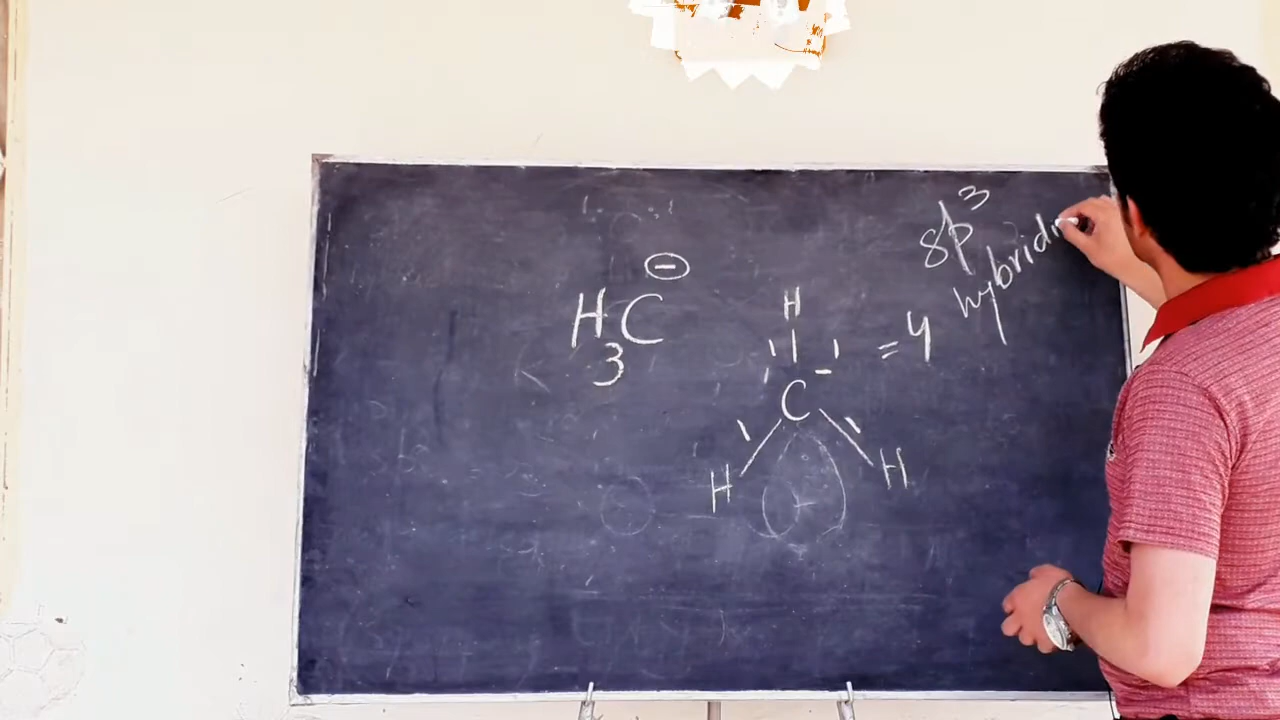 H3C⊖
H
C
H H
= 4
sp3
hybridi